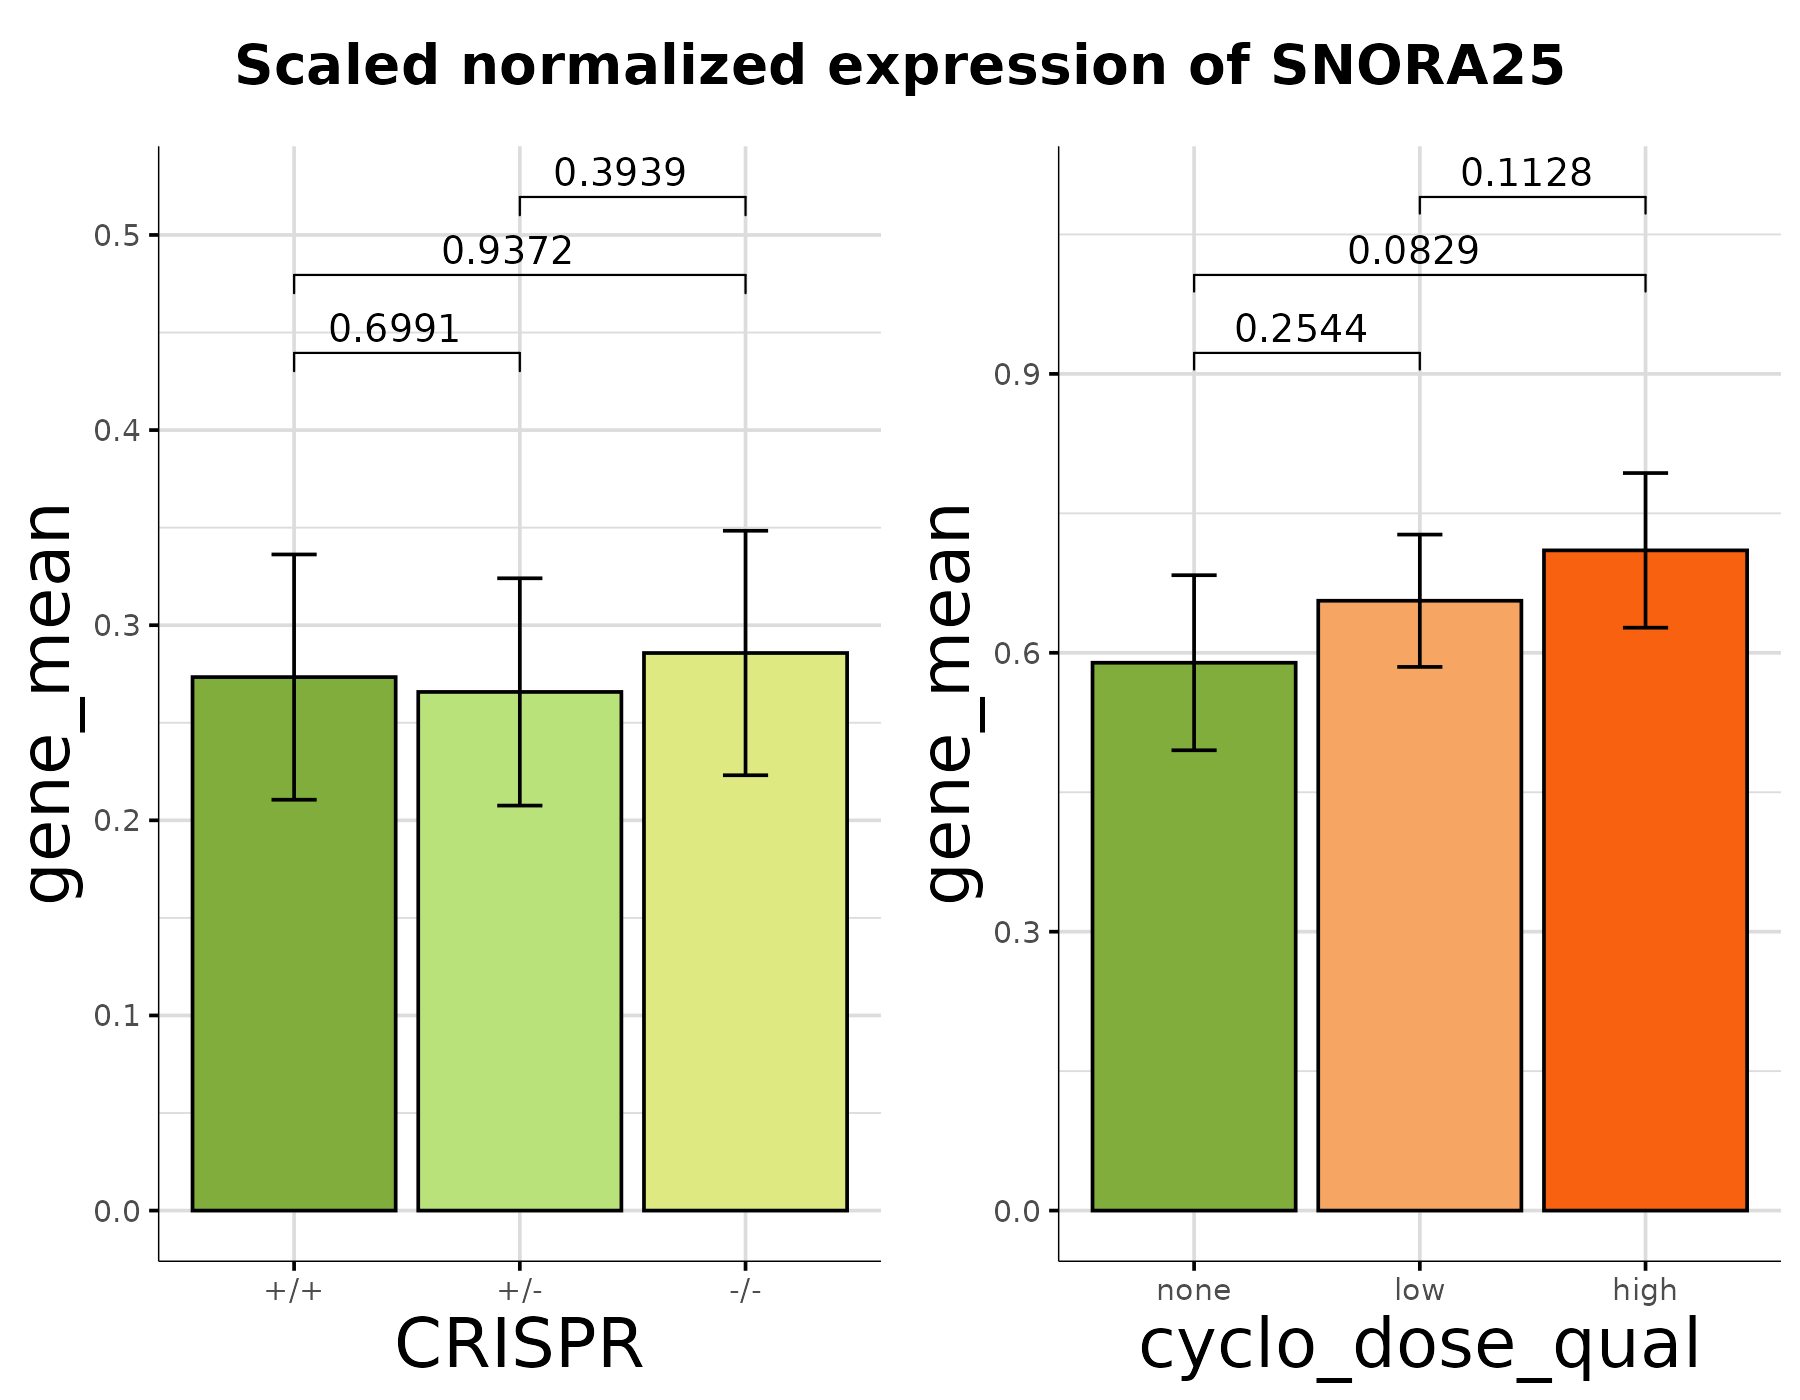 Scaled normalized expression of SNORA25
gene_mean
0.5
0.4
0.3
0.2
0.1
0.0
0.3939
0.9372
0.6991
+/+ +/- -/-
CRISPR
gene_mean
0.9
0.6
0.3
0.0
0.1128
0.0829
0.2544
none low high
cyclo_dose_qual